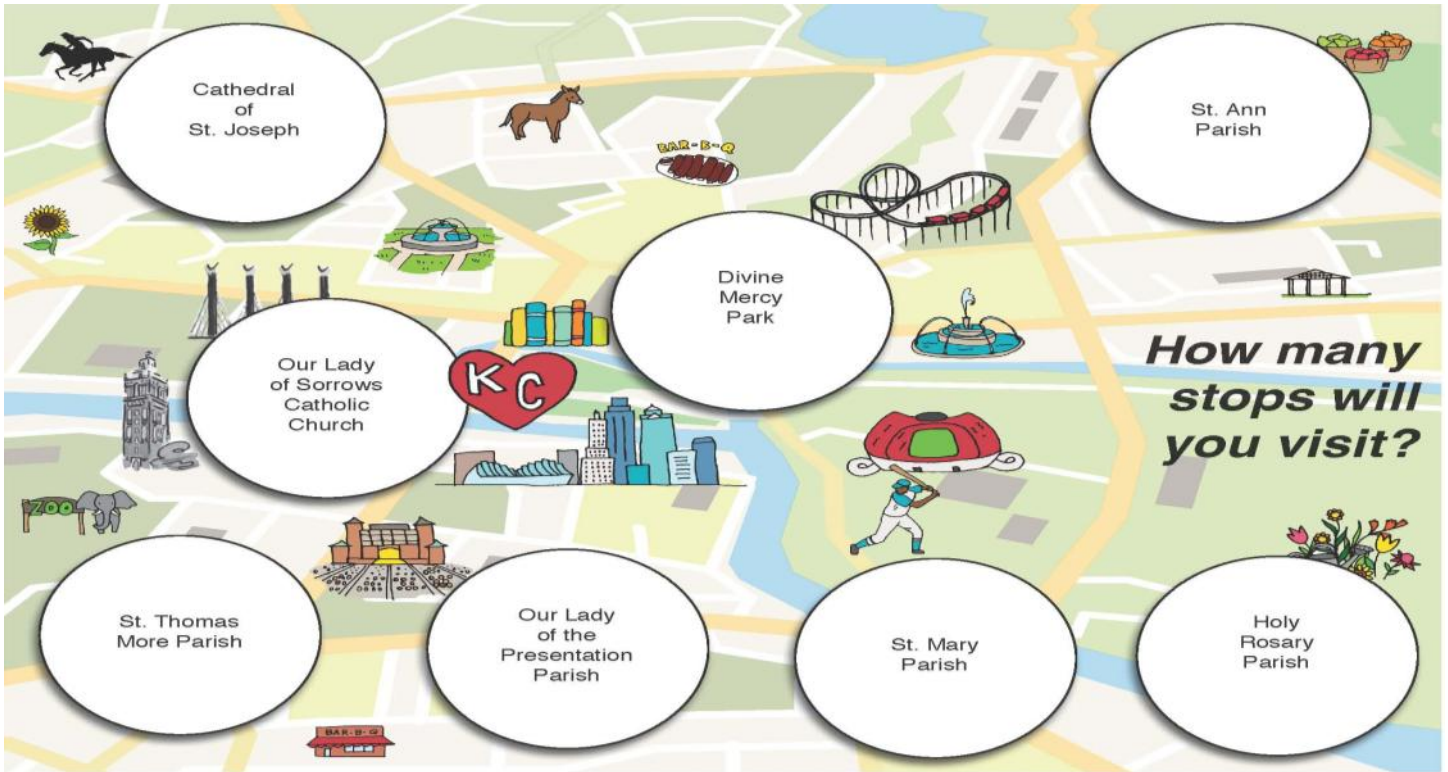 Cathedral
of
St. Joseph
St. Ann
Parish
BAR-B-Q
Divine
Mercy
Park
Our Lady
of Sorrows
Catholic
Church
KC
How many
stops will
you visit?
ZOO
St. Thomas
More Parish
Our Lady
of the
Presentation
Parish
St. Mary
Parish
Holy
Rosary
Parish
BAR-B-Q